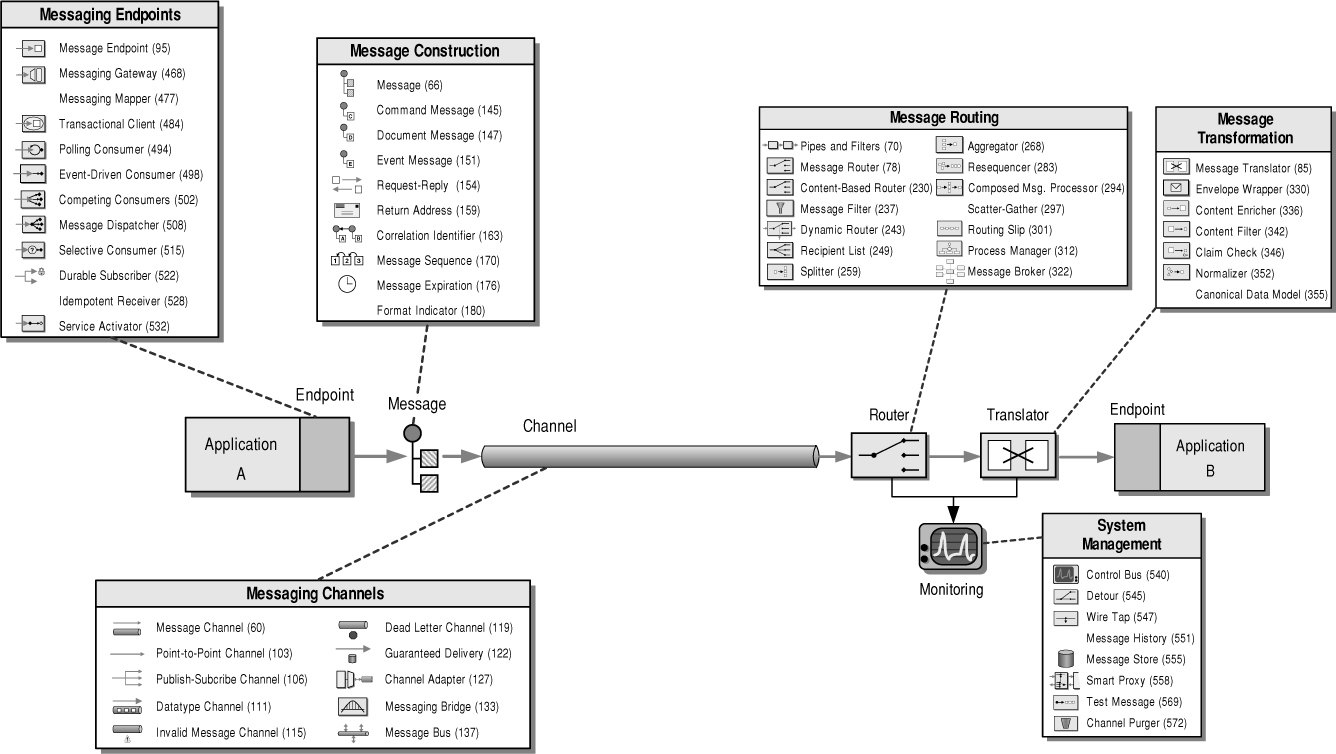 Messaging Endpoints
Message Endpoint (95)
Messaging Gateway (468)
Messaging Mapper (477)
Transactional Client (484)
Polling Consumer (494)
Event-Driven Consumer (498)
Competing Consumers (502)
Message Dispatcher (508)
Selective Consumer (515)
Durable Subscriber (522)
Idempotent Receiver (528)
Service Activator (532)
Message Construction
Message (66)
Command Message (145)
C
Document Message (147)
D
Event Message (151)
E
Request-Reply (154)
Return Address (159)
Correlation Identifier (163)
A B
Message Sequence (170)
1 2 3
Message Expiration (176)
Format Indicator (180)
Message Routing
Pipes and Filters (70)
Message Router (78)
Content-Based Router (230)
Message Filter (237)
Dynamic Router (243)
Recipient List (249)
Splitter (259)
Aggregator (268)
Resequencer (283)
Composed Msg. Processor (294)
Scatter-Gather (297)
Routing Slip (301)
Process Manager (312)
Message Broker (322)
Message
Transformation
Message Translator (85)
Envelope Wrapper (330)
Content Enricher (336)
Content Filter (342)
Claim Check (346)
Normalizer (352)
Canonical Data Model (355)
Endpoint
Application
A
Message
Channel
Router
Translator
Endpoint
Application
B
Monitoring
Messaging Channels
Message Channel (60)
Point-to-Point Channel (103)
Publish-Subcribe Channel (106)
Datatype Channel (111)
Invalid Message Channel (115)
Dead Letter Channel (119)
Guaranteed Delivery (122)
Channel Adapter (127)
Messaging Bridge (133)
Message Bus (137)
System
Management
Control Bus (540)
Detour (545)
Wire Tap (547)
Message History (551)
Message Store (555)
Smart Proxy (558)
Test Message (569)
Channel Purger (572)